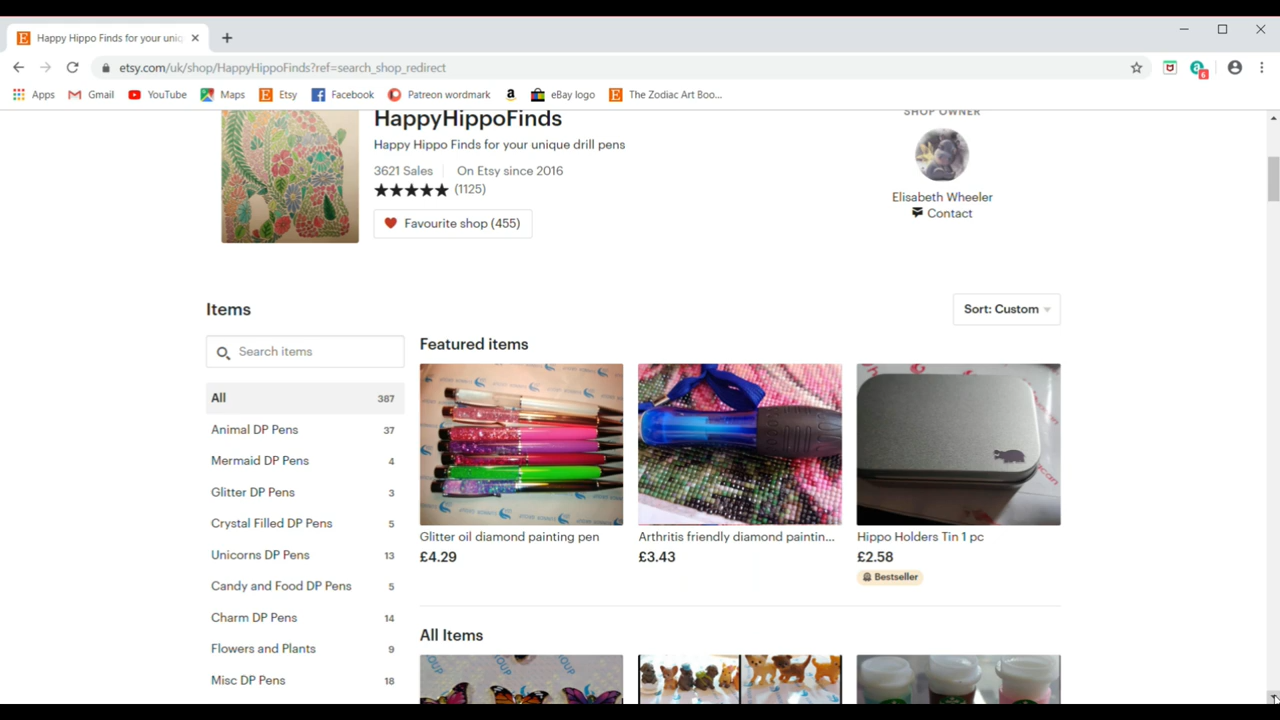 Happy Hippo Finds for your uniq
etsy.com/uk/shop/HappyHippoFinds?ref=search_shop_redirect
6
Apps
Gmail
YouTube
Maps
Etsy
Facebook
Patreon wordmark
eBay logo
The Zodiac Art Boo...
HappyHippoFinds
Happy Hippo Finds for your unique drill pens
3621 Sales
On Etsy since 2016
(1125)
Favourite shop (455)
SHOP OWNER
Elisabeth Wheeler
Contact
Items
Sort: Custom
Search items
All 387
Animal DP Pens 37
Mermaid DP Pens 4
Glitter DP Pens 3
Crystal Filled DP Pens 5
Unicorns DP Pens 13
Candy and Food DP Pens 5
Charm DP Pens 14
Flowers and Plants 9
Misc DP Pens 18
Featured items
Glitter oil diamond painting pen
£4.29
Arthritis friendly diamond paintin...
£3.43
Hippo Holders Tin 1 pc
£2.58
Bestseller
All Items